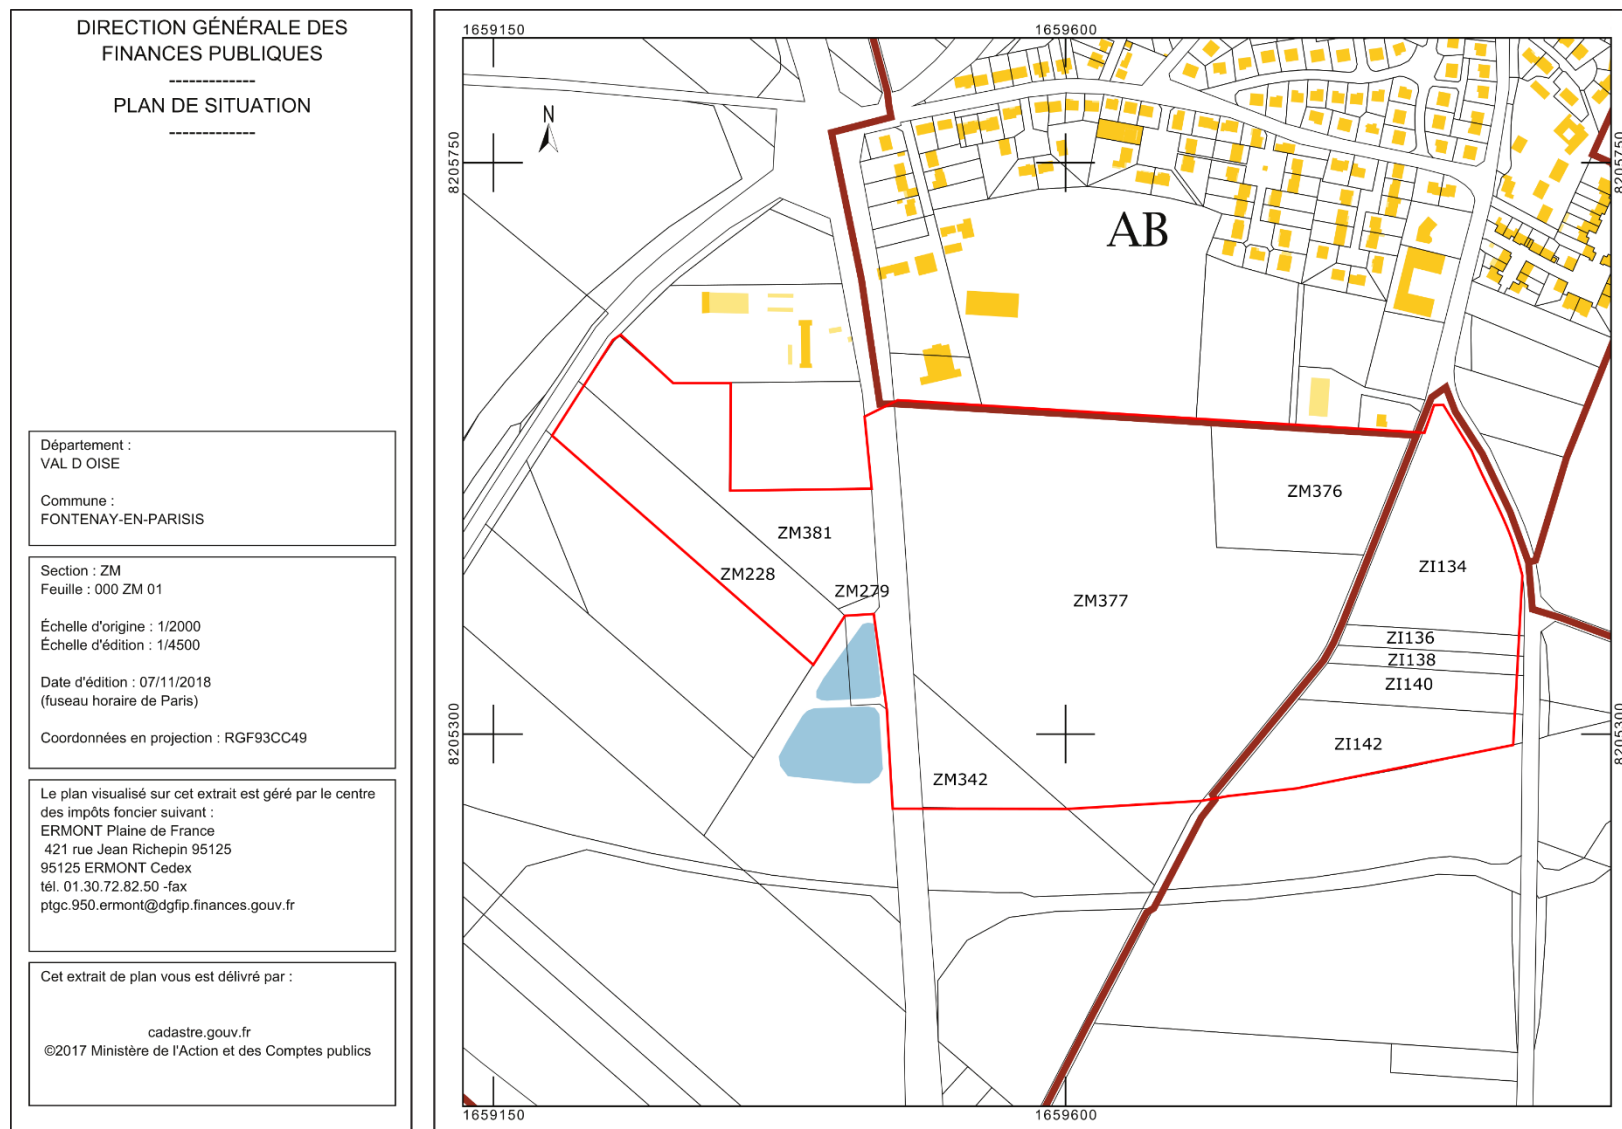 DIRECTION GÉNÉRALE DES
FINANCES PUBLIQUES
-------------
PLAN DE SITUATION
-------------
Département :
VAL D OISE
Commune :
FONTENAY-EN-PARISIS
Section : ZM
Feuille : 000 ZM 01
Échelle d'origine : 1/2000
Échelle d'édition : 1/4500
Date d'édition : 07/11/2018
(fuseau horaire de Paris)
Coordonnées en projection : RGF93CC49
Le plan visualisé sur cet extrait est géré par le centre
des impôts foncier suivant :
ERMONT Plaine de France
421 rue Jean Richepin 95125
95125 ERMONT Cedex
tél. 01.30.72.82.50 -fax
ptgc.950.ermont@dgfip.finances.gouv.fr
Cet extrait de plan vous est délivré par :
cadastre.gouv.fr
©2017 Ministère de l'Action et des Comptes publics
1659150
1659600
N
8205750
8205750
AB
ZM376
ZM381
ZI134
ZM228
ZM279
ZM377
ZI136
ZI138
ZI140
8205300
8205300
ZI142
ZM342
1659150
1659600